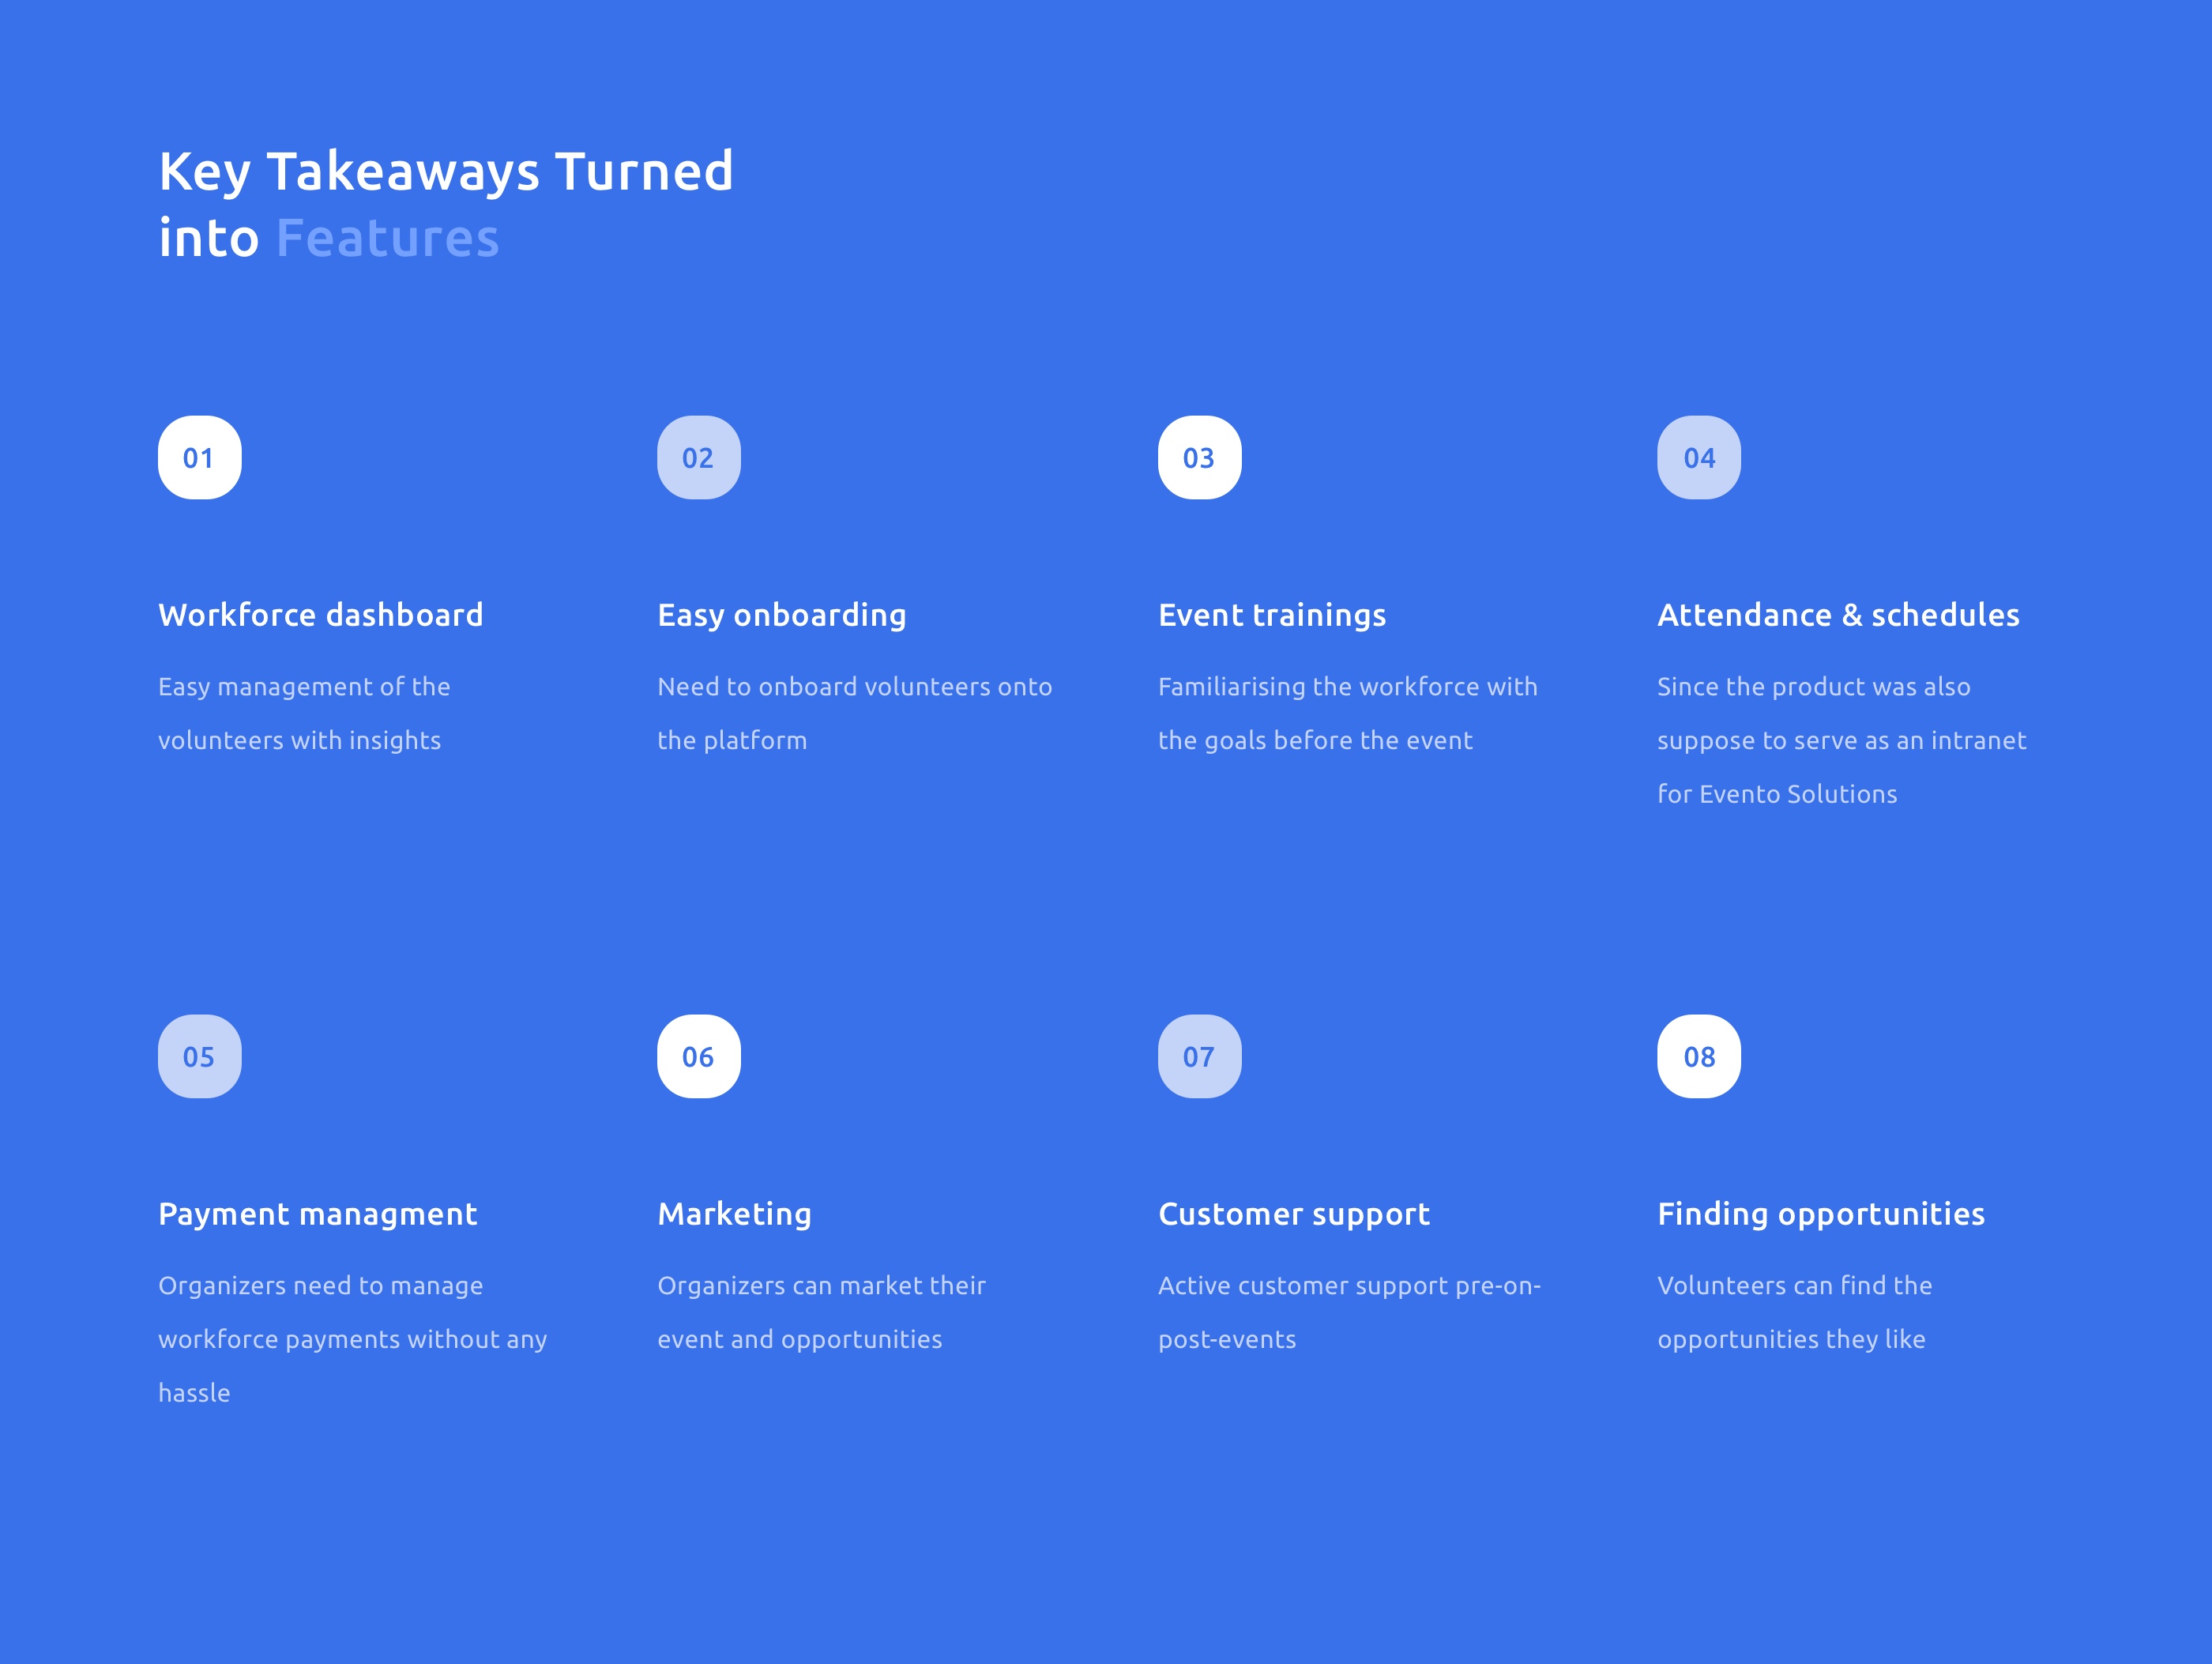 Key Takeaways Turned
into Features
01
Workforce dashboard
Easy management of the
volunteers with insights
02
Easy onboarding
Need to onboard volunteers onto
the platform
03
Event trainings
Familiarising the workforce with
the goals before the event
04
Attendance & schedules
Since the product was also
suppose to serve as an intranet
for Evento Solutions
05
Payment managment
Organizers need to manage
workforce payments without any
hassle
06
Marketing
Organizers can market their
event and opportunities
07
Customer support
Active customer support pre-on-
post-events
08
Finding opportunities
Volunteers can find the
opportunities they like